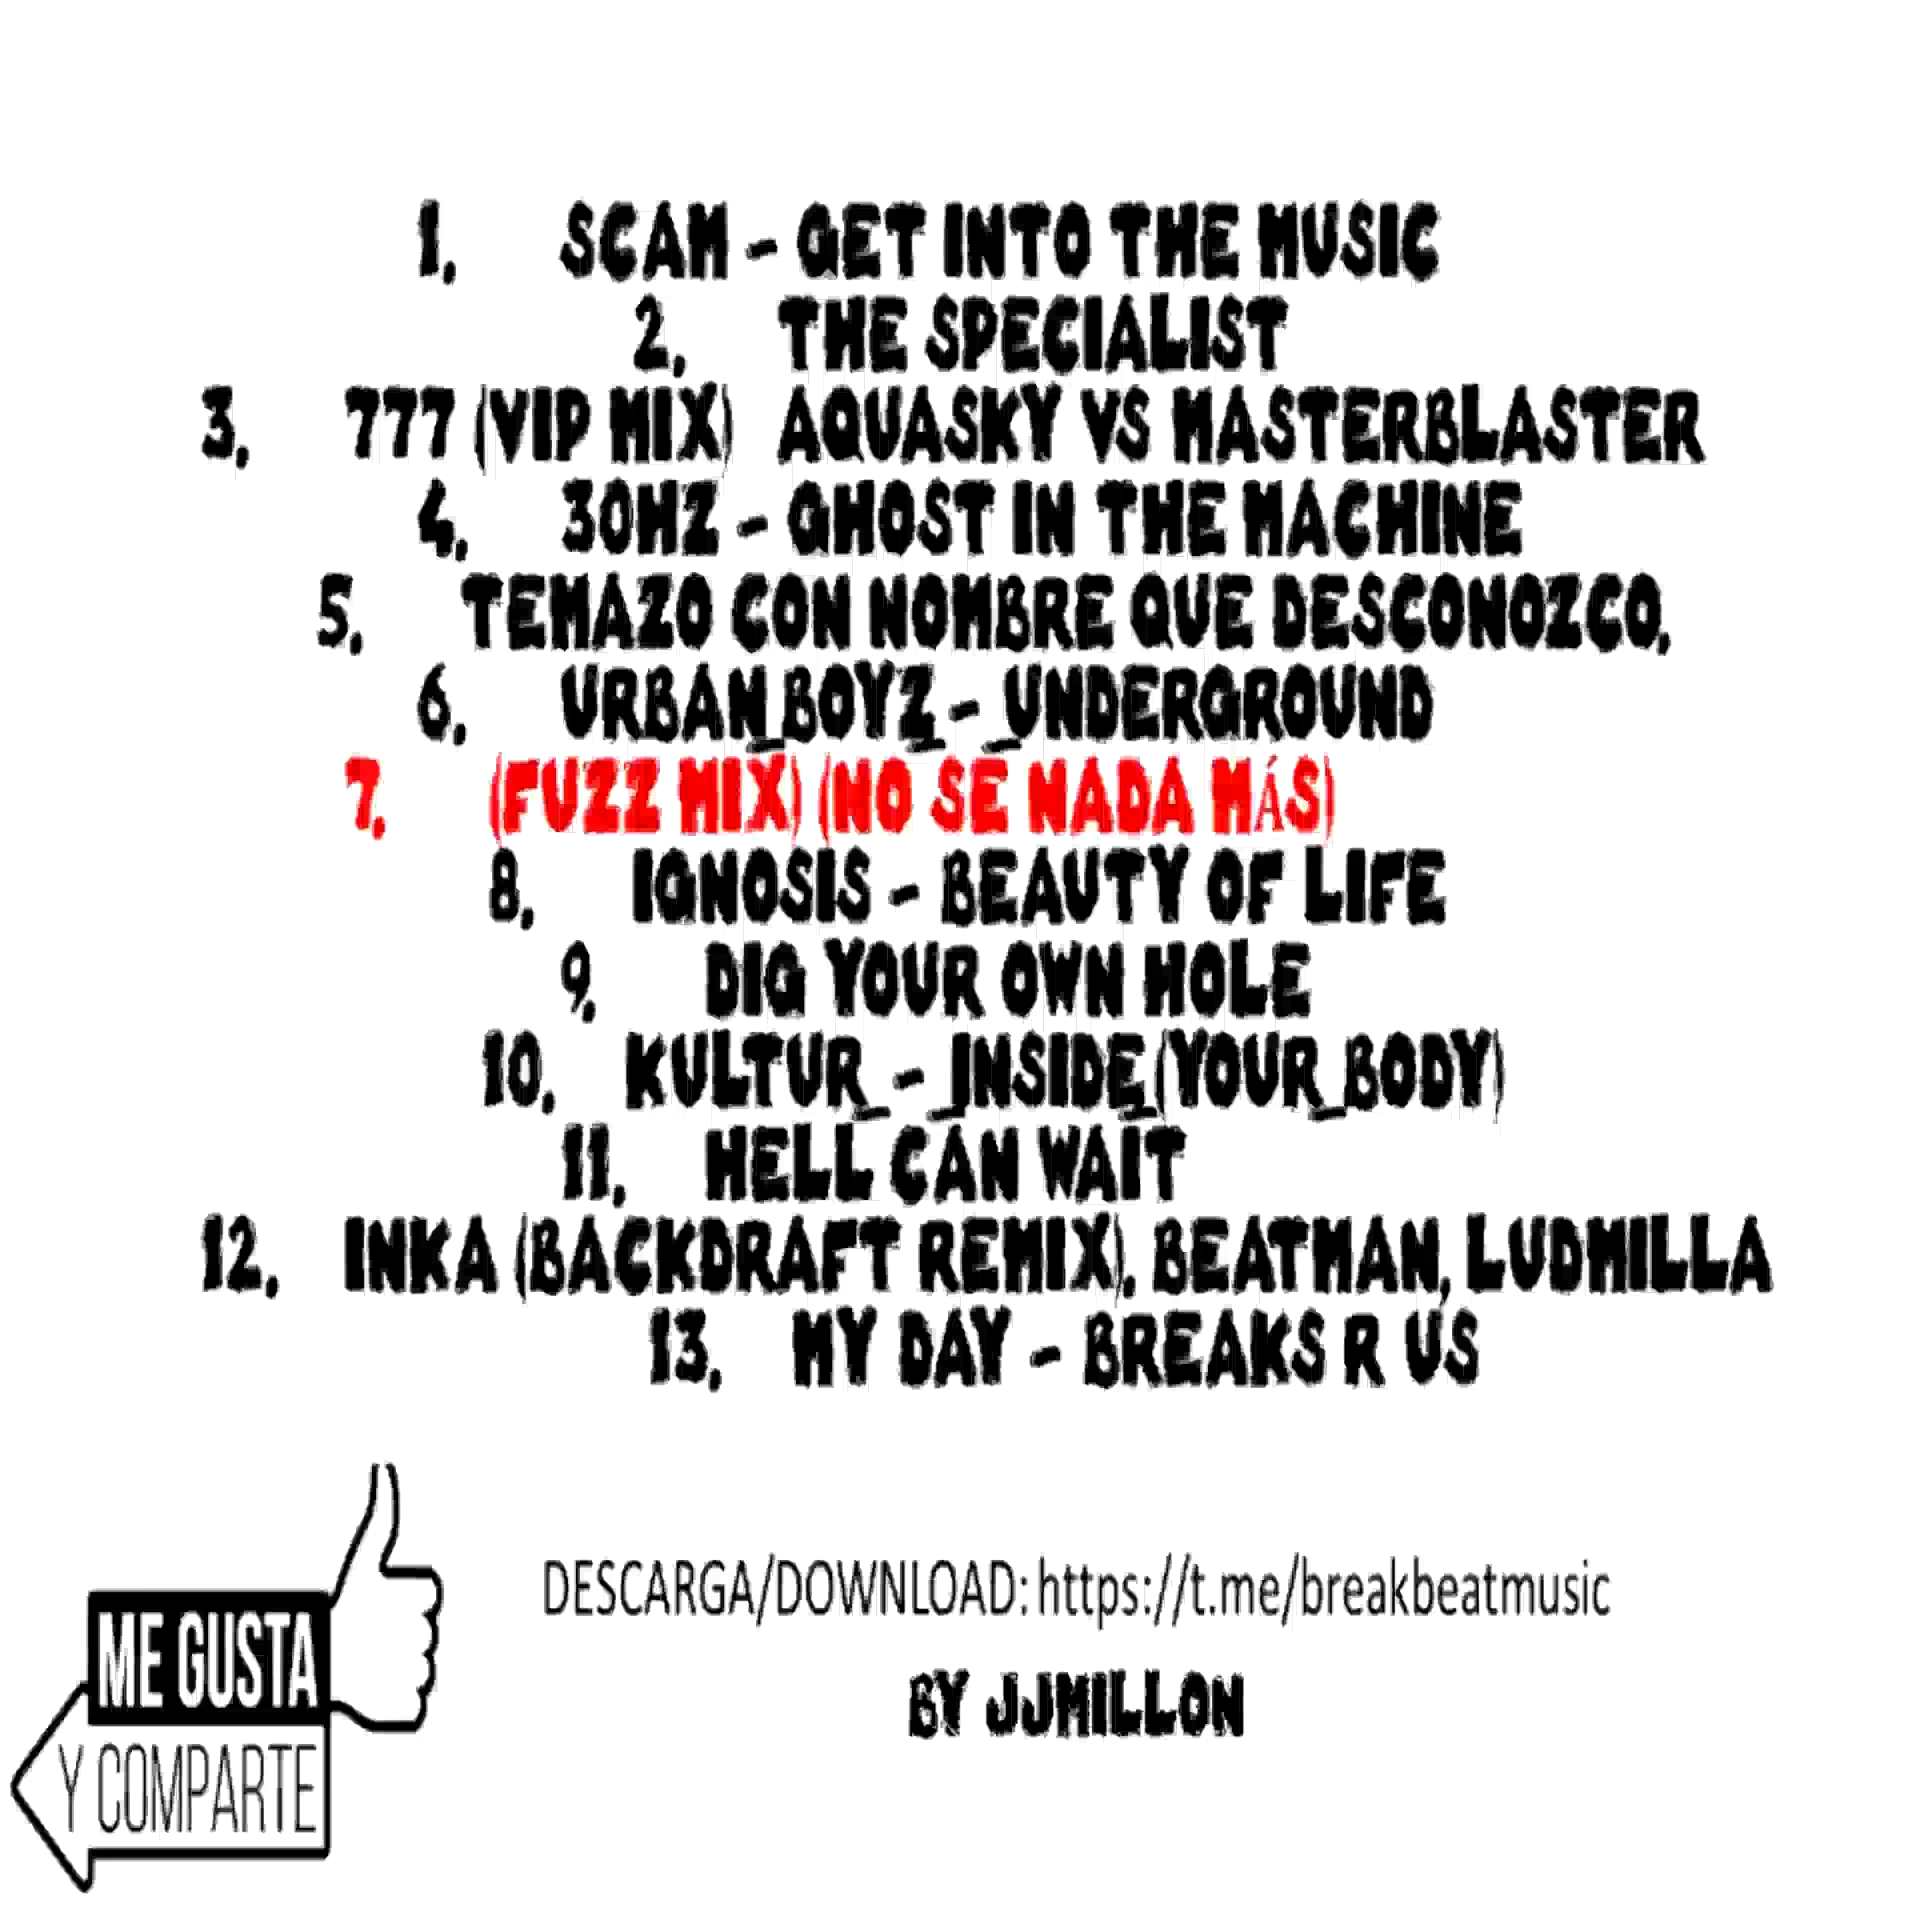 1. SCAM - GET INTO THE MUSIC
2. THE SPECIALIST
3. 777 (VIP MIX) AQUASKY VS MASTERBLASTER
4. 30HZ - GHOST IN THE MACHINE
5. TEMAZO CON NOMBRE QUE DESCONOZCO.
6. URBAN_BOYZ_-_UNDERGROUND
7. (FUZZ MIX) (NO SE NADA MÁS)
8. IGNOSIS - BEAUTY OF LIFE
9. DIG YOUR OWN HOLE
10. KULTUR_-_INSIDE_(YOUR_BODY)
11. HELL CAN WAIT
12. INKA (BACKDRAFT REMIX). BEATMAN, LUDMILLA
13. MY DAY - BREAKS R US
DESCARGA/DOWNLOAD: https://t.me/breakbeatmusic
BY JJMILLON
ME GUSTA
Y COMPARTE